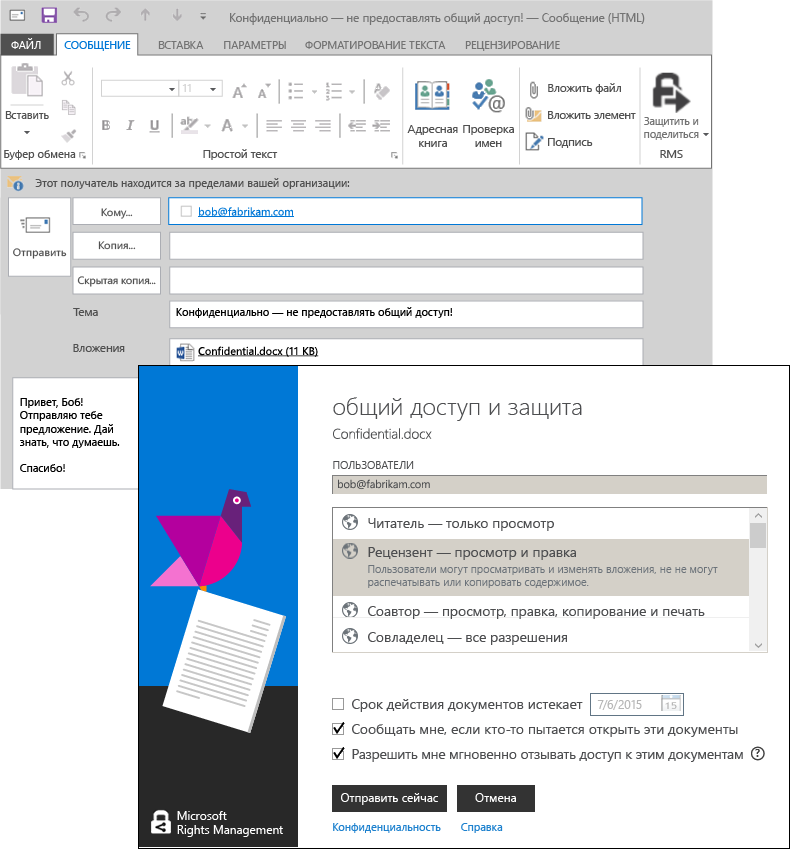 Конфиденциально — не предоставлять общий доступ! — Сообщение (HTML)
ФАЙЛ СООБЩЕНИЕ ВСТАВКА ПАРАМЕТРЫ ФОРМАТИРОВАНИЕ ТЕКСТА РЕЦЕНЗИРОВАНИЕ
Вставить
Буфер обмена
11
Простой текст
Адресная
книга
Проверка
имен
Вложить файл
Вложить элемент
Подпись
Защитить и
поделиться
RMS
Этот получатель находится за пределами вашей организации:
Отправить
Кому...
bob@fabrikam.com
Копия...
Скрытая копия...
Тема
Конфиденциально — не предоставлять общий доступ!
Вложения
Confidential.docx (11 KB)
Привет, Боб!
Отправляю тебе
предложение. Дай
знать, что думаешь.
Спасибо!
общий доступ и защита
Confidential.docx
ПОЛЬЗОВАТЕЛИ
bob@fabrikam.com
Читатель — только просмотр
Рецензент — просмотр и правка
Пользователи могут просматривать и изменять вложения, не не могут
распечатывать или копировать содержимое.
Соавтор — просмотр, правка, копирование и печать
Совладелец — все разрешения
Срок действия документов истекает 7/6/2015 15
Сообщать мне, если кто-то пытается открыть эти документы
Разрешить мне мгновенно отзывать доступ к этим документам ?
Отправить сейчас Отмена
Конфиденциальность Справка
Microsoft
Rights Management